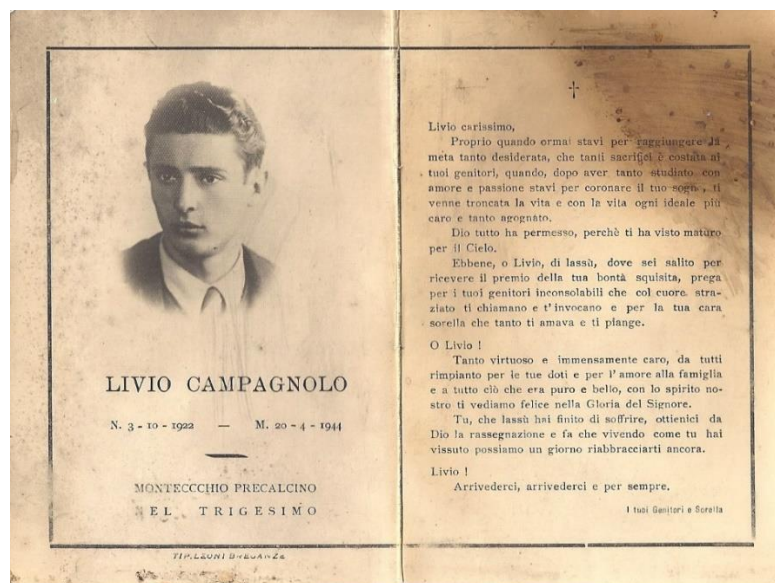 LIVIO CAMPAGNOLO
N. 3 - 10 - 1922 — M. 20 - 4 - 1944
MONTECCCHIO PRECALCINO
NEL TRIGESIMO
TIP. LEONI BREGANZE
†
Livio carissimo,
Proprio quando ormai stavi per raggiungere la
meta tanto desiderata, che tanti sacrifici è costata ai
tuoi genitori, quando, dopo aver tanto studiato con
amore e passione stavi per coronare il tuo sogno, ti
venne troncata la vita e con la vita ogni ideale più
caro e tanto agognato.
Dio tutto ha permesso, perchè ti ha visto maturo
per il Cielo.
Ebbene, o Livio, di lassù, dove sei salito per
ricevere il premio della tua bontà squisita, prega
per i tuoi genitori inconsolabili che col cuore stra-
ziato ti chiamano e t'invocano e per la tua cara
sorella che tanto ti amava e ti piange.
O Livio !
Tanto virtuoso e immensamente caro, da tutti
rimpianto per le tue doti e per l'amore alla famiglia
e a tutto ciò che era puro e bello, con lo spirito no-
stro ti vediamo felice nella Gloria del Signore.
Tu, che lassù hai finito di soffrire, ottienici da
Dio la rassegnazione e fa che vivendo come tu hai
vissuto possiamo un giorno riabbracciarti ancora.
Livio !
Arrivederci, arrivederci e per sempre.
I tuoi Genitori e Sorella